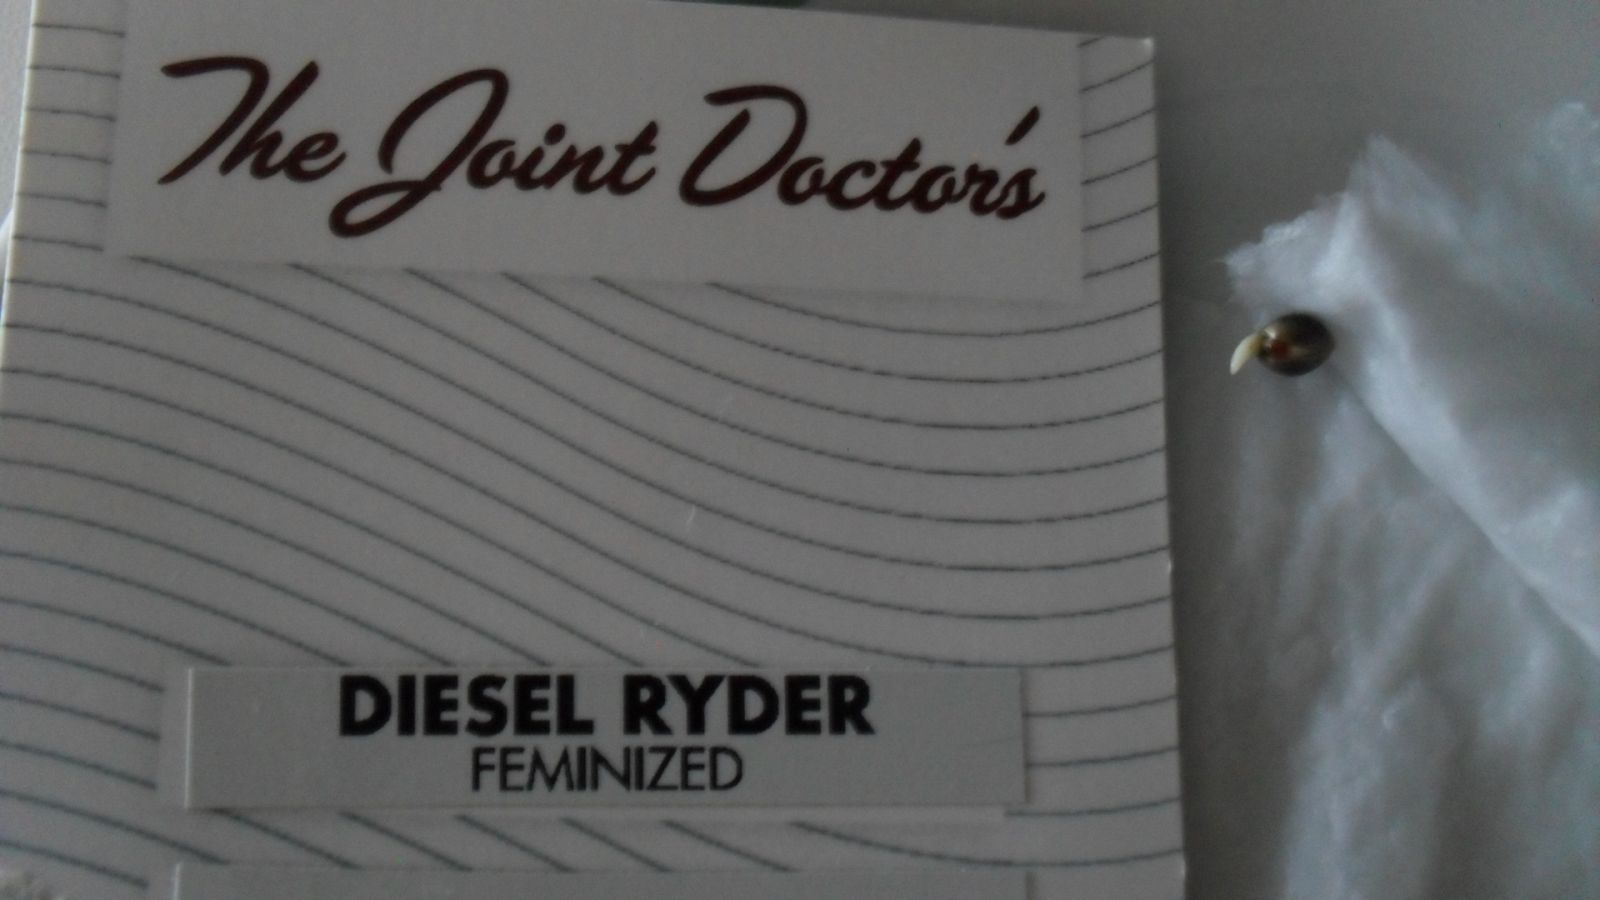 The Joint Doctor's
DIESEL RYDER
FEMINIZED